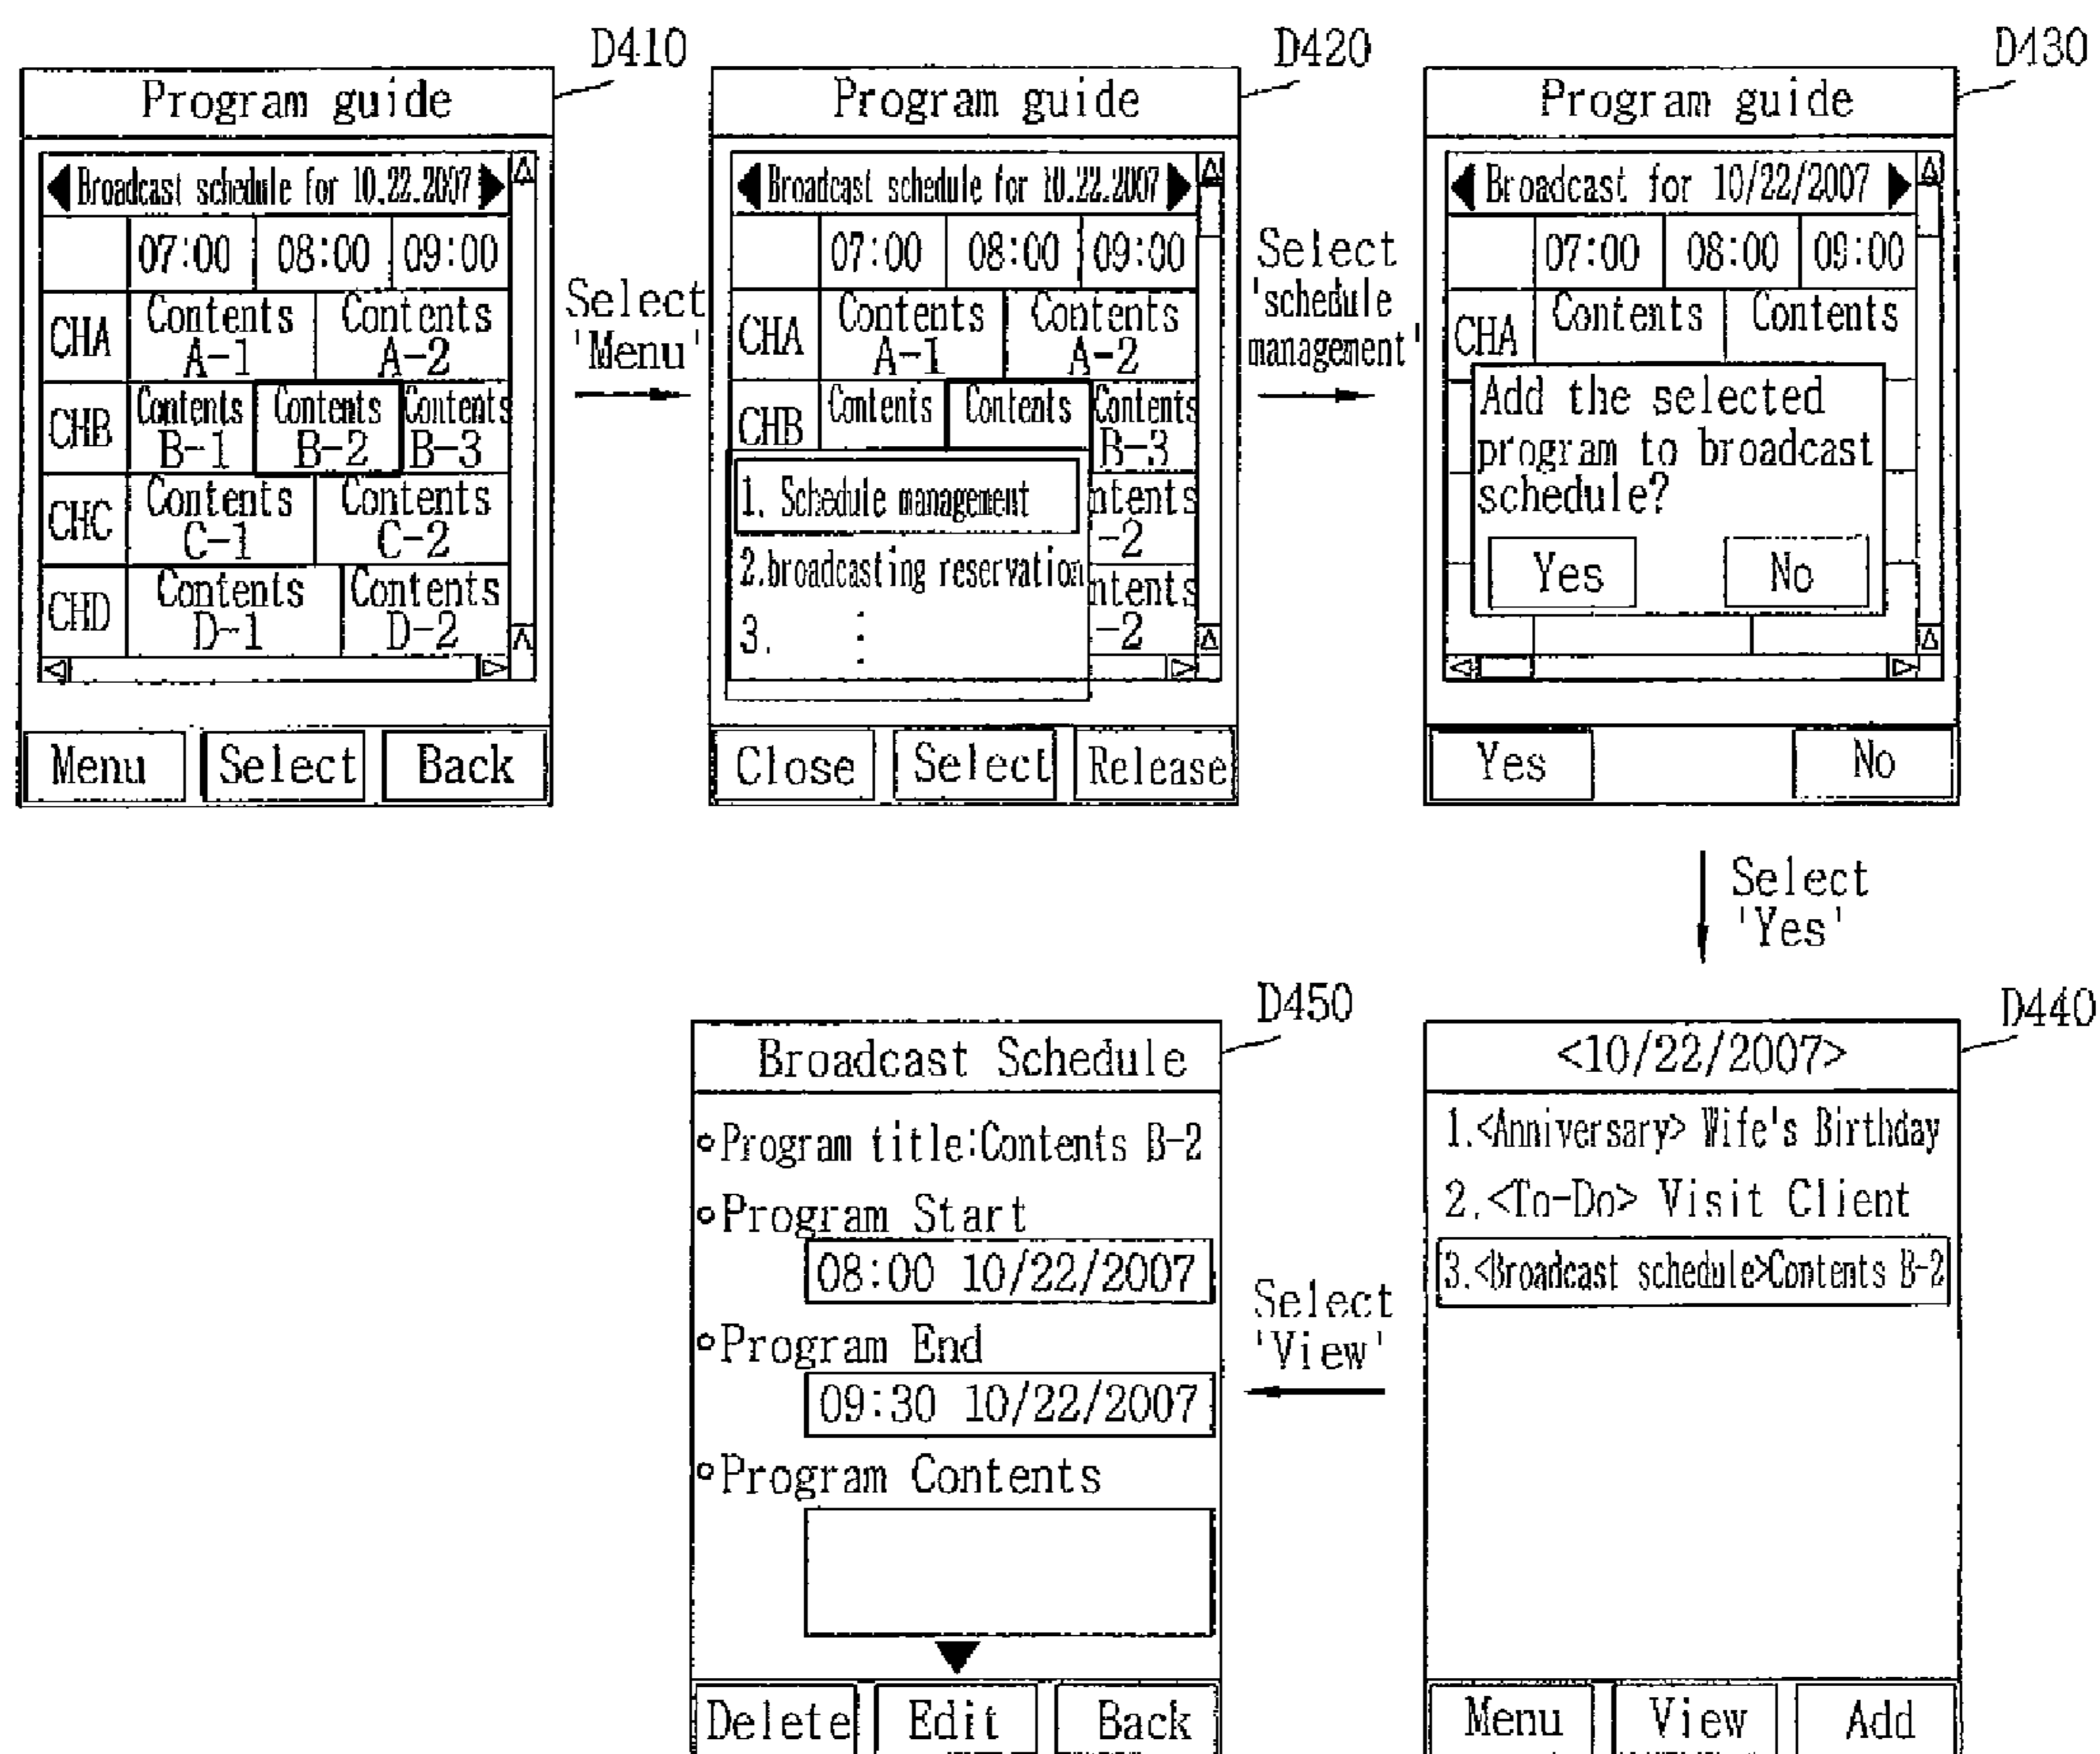 D410
Program guide
Broadcast schedule for 10.22.2007
07:00 08:00 09:00
CHA Contents A-1 Contents A-2
CHB Contents B-1 Contents B-2 Contents B-3
CHC Contents C-1 Contents C-2
CHD Contents D-1 Contents D-2
Menu Select Back
Select
'Menu'
D420
Program guide
Broadcast schedule for 10.22.2007
07:00 08:00 09:00
CHA Contents A-1 Contents A-2
CHB Contents Contents Contents B-3
1. Schedule management
2.broadcasting reservation
3. :
ntents
-2
ntents
-2
Close Select Release
Select
'schedule
management'
D430
Program guide
Broadcast for 10/22/2007
07:00 08:00 09:00
CHA Contents Contents
Add the selected
program to broadcast
schedule?
Yes No
Yes No
Select
'Yes'
D440
<10/22/2007>
1.<Anniversary> Wife's Birthday
2.<To-Do> Visit Client
3.<Broadcast schedule>Contents B-2
Menu View Add
Select
'View'
D450
Broadcast Schedule
Program title:Contents B-2
Program Start
08:00 10/22/2007
Program End
09:30 10/22/2007
Program Contents
Delete Edit Back